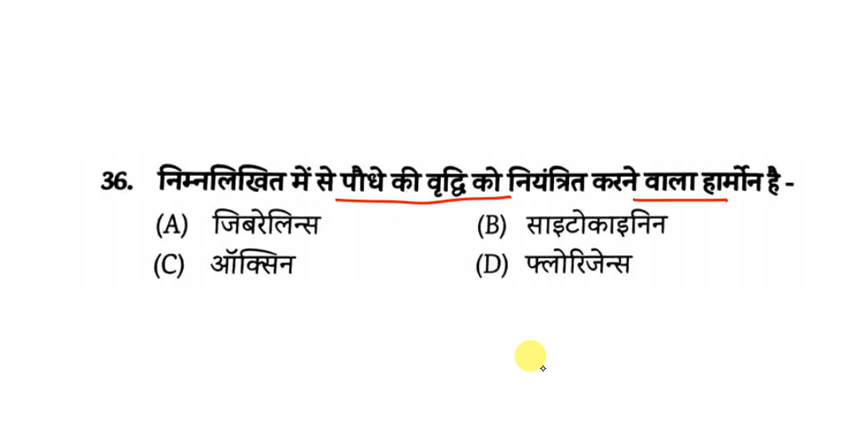 36. निम्नलिखित में से पौधे की वृद्धि को नियंत्रित करने वाला हार्मोन है -
(A) जिबरेलिन्स (B) साइटोकाइनिन
(C) ऑक्सिन (D) फ्लोरिजेन्स